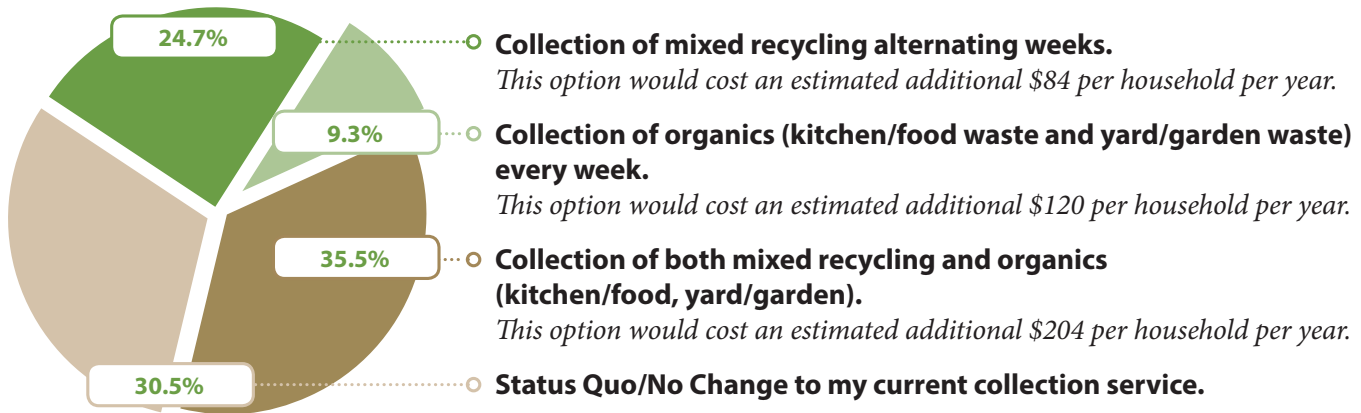 24.7%
Collection of mixed recycling alternating weeks.
This option would cost an estimated additional $84 per household per year.
9.3%
Collection of organics (kitchen/food waste and yard/garden waste)
every week.
This option would cost an estimated additional $120 per household per year.
35.5%
Collection of both mixed recycling and organics
(kitchen/food, yard/garden).
This option would cost an estimated additional $204 per household per year.
30.5%
Status Quo/No Change to my current collection service.